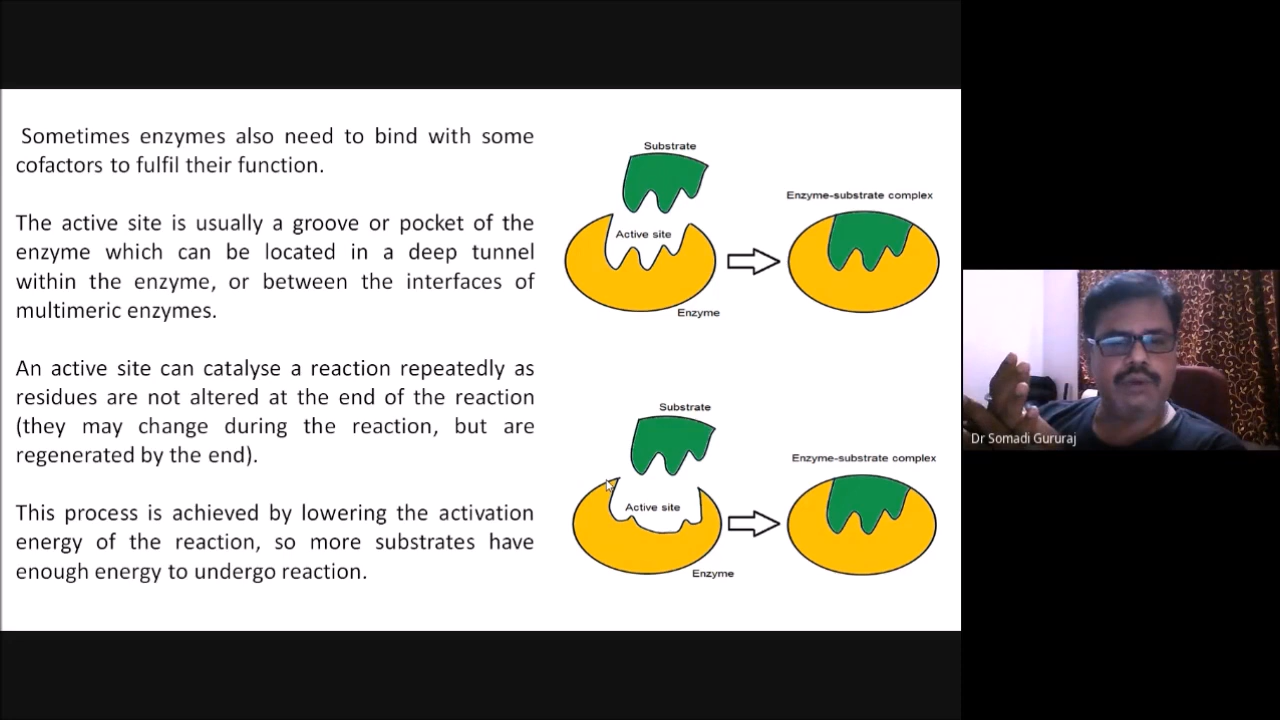 Sometimes enzymes also need to bind with some
cofactors to fulfil their function.
The active site is usually a groove or pocket of the
enzyme which can be located in a deep tunnel
within the enzyme, or between the interfaces of
multimeric enzymes.
An active site can catalyse a reaction repeatedly as
residues are not altered at the end of the reaction
(they may change during the reaction, but are
regenerated by the end).
This process is achieved by lowering the activation
energy of the reaction, so more substrates have
enough energy to undergo reaction.
Substrate
Enzyme-substrate complex
Active site
Enzyme
Substrate
Enzyme-substrate complex
Active site
Enzyme
Dr Somadi Gururaj